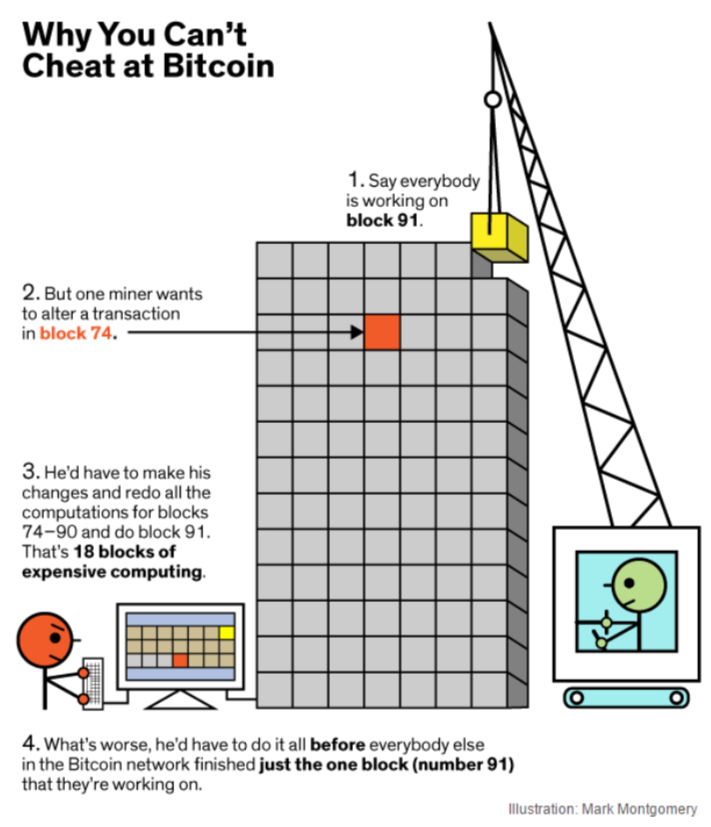 Why You Can't
Cheat at Bitcoin
1. Say everybody
is working on
block 91.
2. But one miner wants
to alter a transaction
in block 74.
3. He'd have to make his
changes and redo all the
computations for blocks
74–90 and do block 91.
That's 18 blocks of
expensive computing.
4. What's worse, he'd have to do it all before everybody else
in the Bitcoin network finished just the one block (number 91)
that they're working on.
Illustration: Mark Montgomery